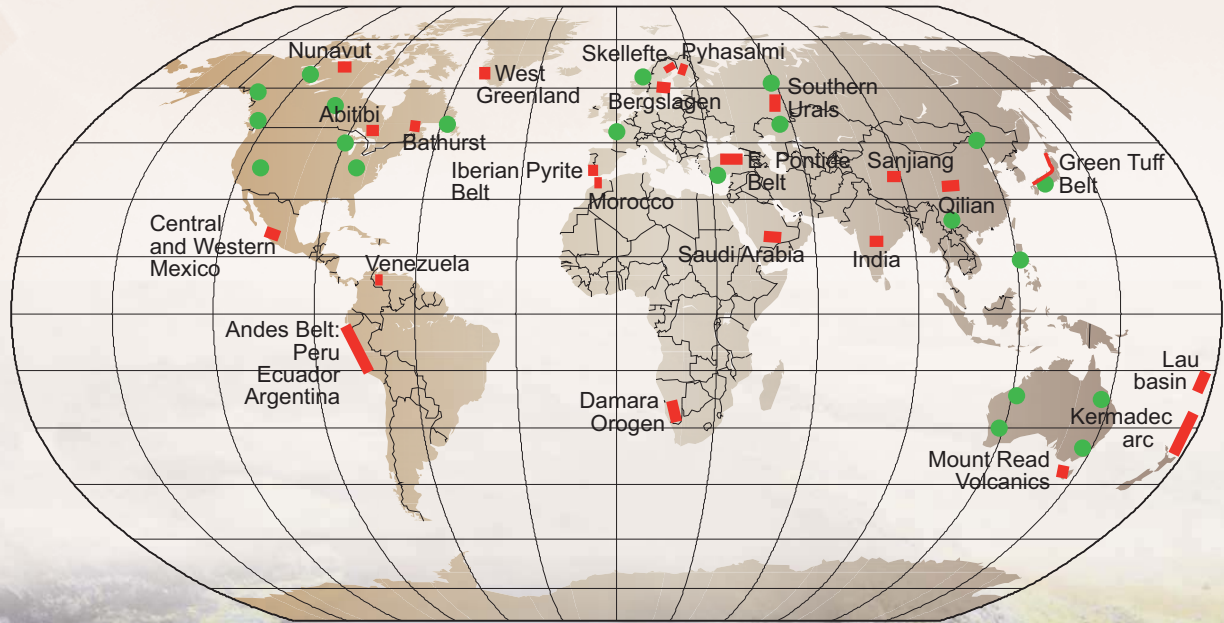 Nunavut
Skellefte
Pyhasalmi
West
Greenland
Bergslagen
Southern
Urals
Abitibi
Bathurst
Iberian Pyrite
Belt
Morocco
E. Pontide
Belt
Sanjiang
Qilian
Green Tuff
Belt
Central
and Western
Mexico
Venezuela
Saudi Arabia
India
Andes Belt:
Peru
Ecuador
Argentina
Damara
Orogen
Lau
basin
Kermadec
arc
Mount Read
Volcanics